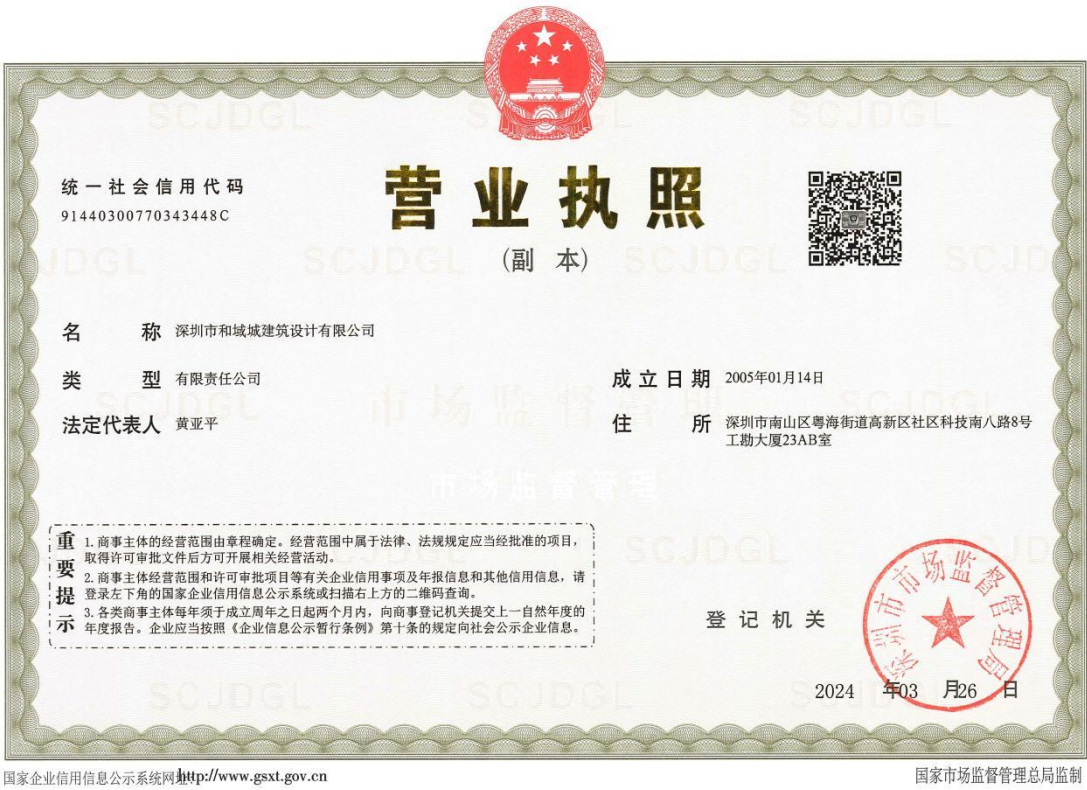 统一社会信用代码
91440300770343448C
营业执照
(副 本)
名 称 深圳市和域城建筑设计有限公司
类 型 有限责任公司
成立日期 2005年01月14日
法定代表人 黄亚平
住 所 深圳市南山区粤海街道高新区社区科技南八路8号
工勘大厦23AB室
市场监督管理
市场监督管理
重要提示
1. 商事主体的经营范围由章程确定。经营范围中属于法律、法规规定应当经批准的项目,
取得许可审批文件后方可开展相关经营活动。
2. 商事主体经营范围和许可审批项目等有关企业信用事项及年报信息和其他信用信息,请
登录左下角的国家企业信用信息公示系统或扫描右上方的二维码查询。
3. 各类商事主体每年须于成立周年之日起两个月内,向商事登记机关提交上一自然年度的
年度报告。企业应当按照《企业信息公示暂行条例》第十条的规定向社会公示企业信息。
登记机关
深圳市市场监督管理局
2024 年03 月26 日
SCJDGL
国家企业信用信息公示系统网址:http://www.gsxt.gov.cn
国家市场监督管理总局监制